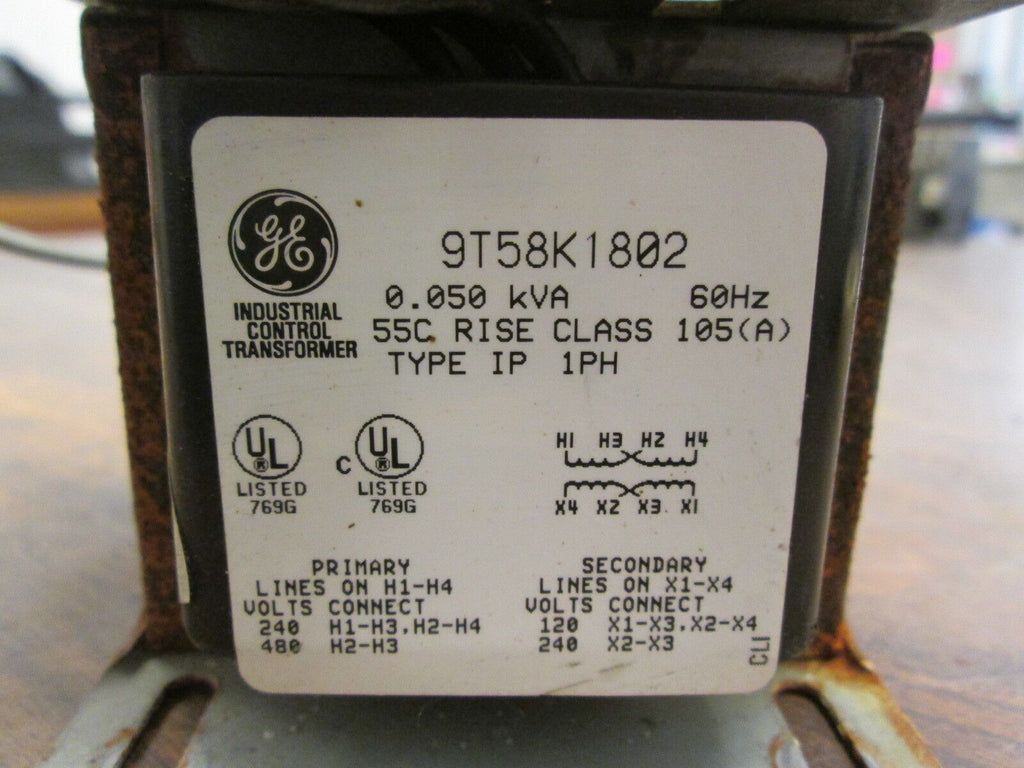 GE
INDUSTRIAL
CONTROL
TRANSFORMER
9T58K1802
0.050 kVA 60Hz
55C RISE CLASS 105(A)
TYPE IP 1PH
UL
LISTED
769G
C UL
LISTED
769G
H1 H3 H2 H4
X4 X2 X3 X1
PRIMARY
LINES ON H1-H4
VOLTS CONNECT
240 H1-H3,H2-H4
480 H2-H3
SECONDARY
LINES ON X1-X4
VOLTS CONNECT
120 X1-X3,X2-X4
240 X2-X3
CLI